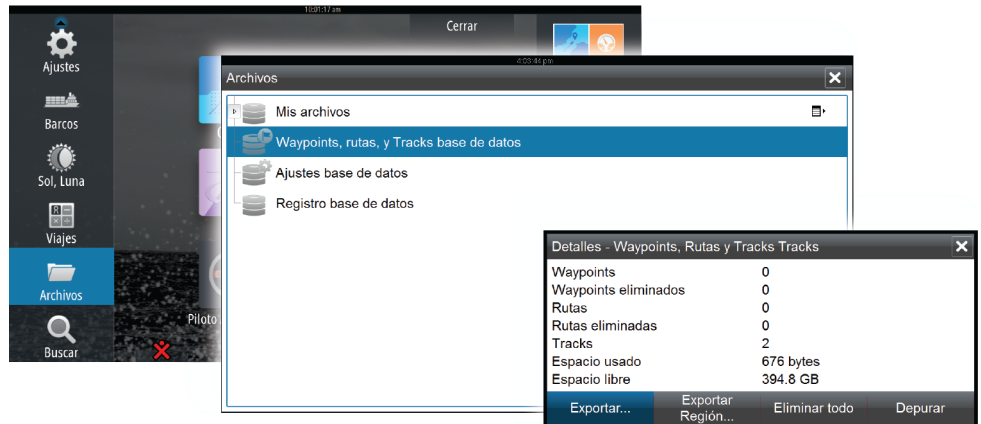 10:01:17 am
Cerrar
Ajustes
Barcos
Sol, Luna
Viajes
Archivos
Buscar
Piloto
4:03:44 pm
Archivos
Mis archivos
Waypoints, rutas, y Tracks base de datos
Ajustes base de datos
Registro base de datos
Detalles - Waypoints, Rutas y Tracks Tracks
Waypoints 0
Waypoints eliminados 0
Rutas 0
Rutas eliminadas 0
Tracks 2
Espacio usado 676 bytes
Espacio libre 394.8 GB
Exportar...
Exportar
Región...
Eliminar todo
Depurar